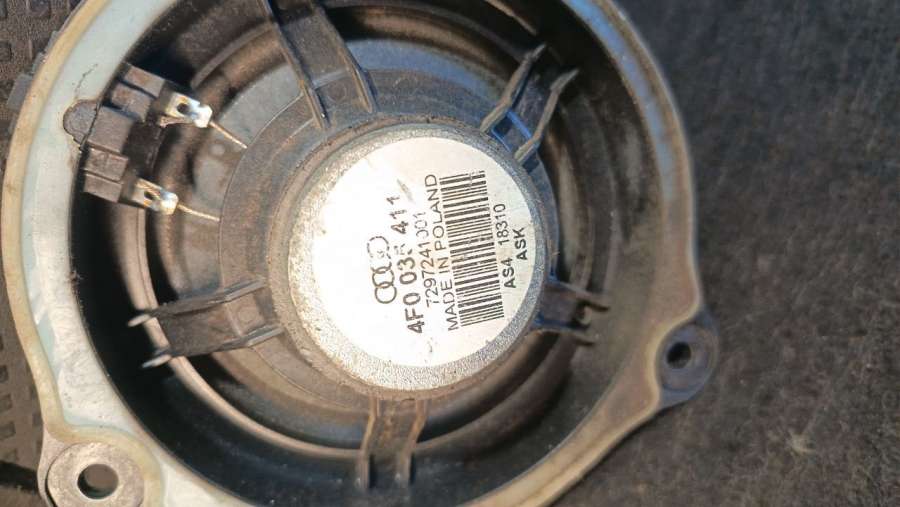 4F0 035 411
7297241001
MADE IN POLAND
AS4 18310
ASK